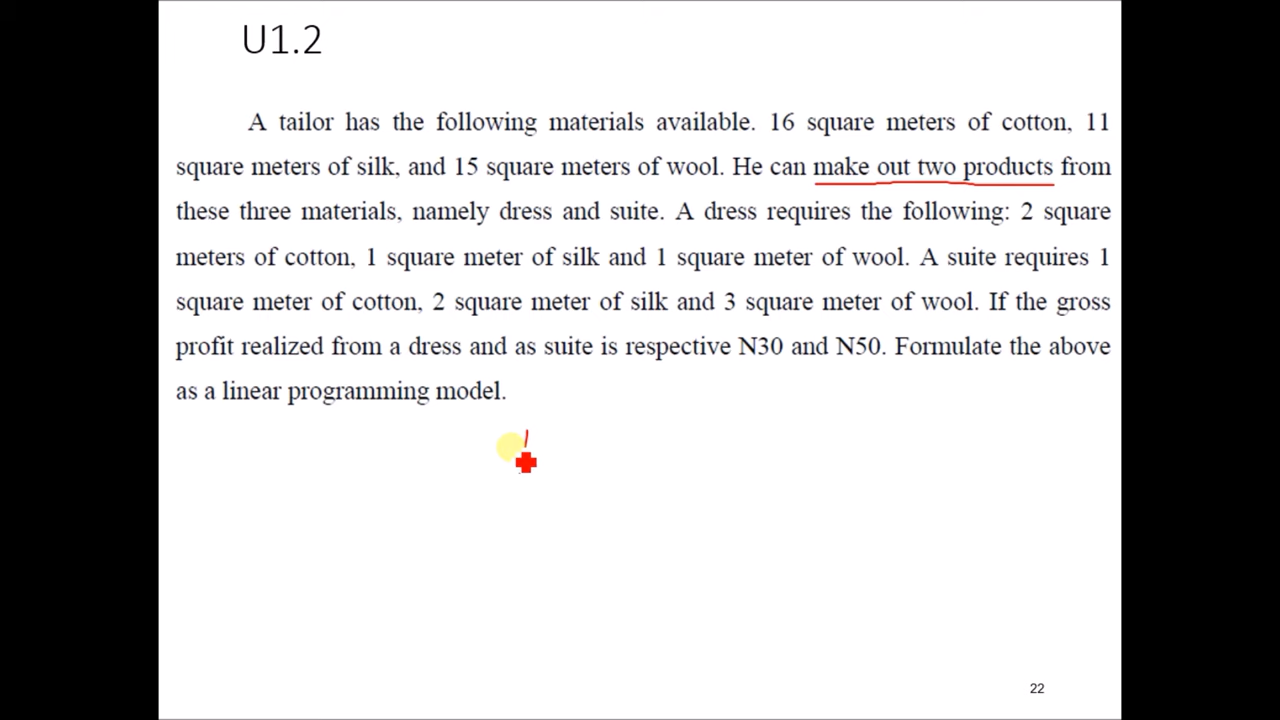 U1.2
A tailor has the following materials available. 16 square meters of cotton, 11
square meters of silk, and 15 square meters of wool. He can make out two products from
these three materials, namely dress and suite. A dress requires the following: 2 square
meters of cotton, 1 square meter of silk and 1 square meter of wool. A suite requires 1
square meter of cotton, 2 square meter of silk and 3 square meter of wool. If the gross
profit realized from a dress and as suite is respective N30 and N50. Formulate the above
as a linear programming model.
22